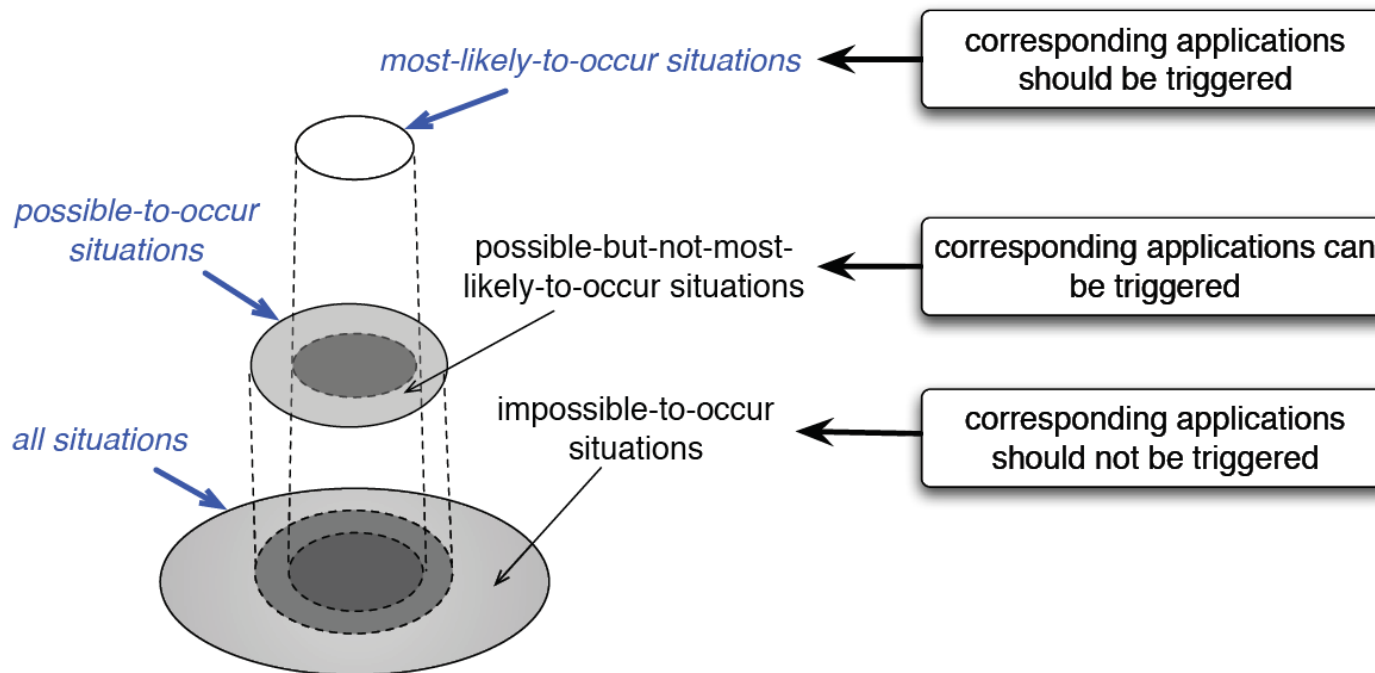 most-likely-to-occur situations
corresponding applications
should be triggered
possible-to-occur
situations
possible-but-not-most-
likely-to-occur situations
corresponding applications can
be triggered
all situations
impossible-to-occur
situations
corresponding applications
should not be triggered